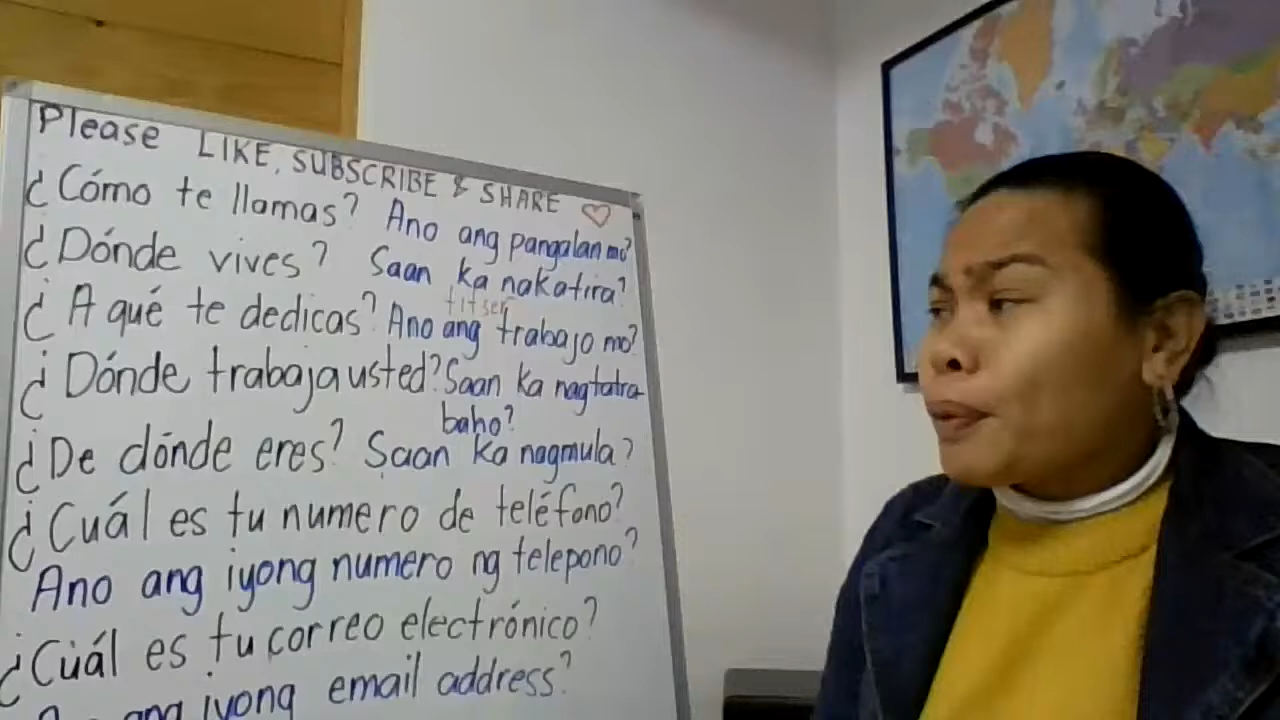 Please LIKE, SUBSCRIBE & SHARE
¿Cómo te llamas? Ano ang pangalan mo?
¿Dónde vives? Saan ka nakatira?
titser
¿A qué te dedicas? Ano ang trabajo mo?
¿Dónde trabaja usted? Saan ka nagtatra-
baho?
¿De dónde eres? Saan ka nagmula?
¿Cuál es tu numero de teléfono?
Ano ang iyong numero ng telepono?
¿Cuál es tu correo electrónico?
ang iyong email address?